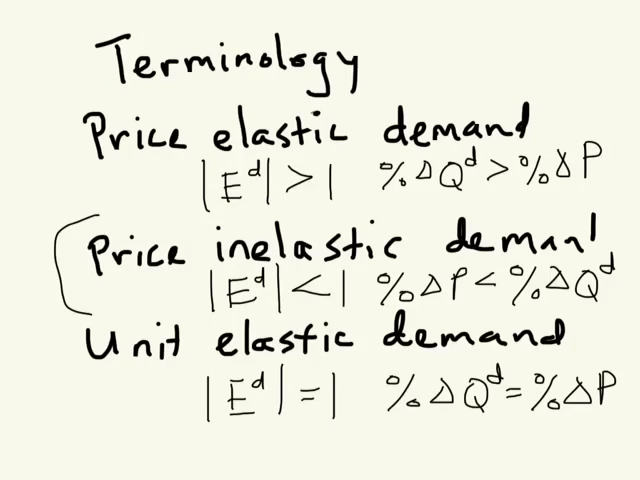 Terminology
Price elastic demand
|E^d| > 1 %ΔQ^d > %ΔP
Price inelastic demand
|E^d| < 1 %ΔP < %ΔQ^d
Unit elastic demand
|E^d| = 1 %ΔQ^d = %ΔP